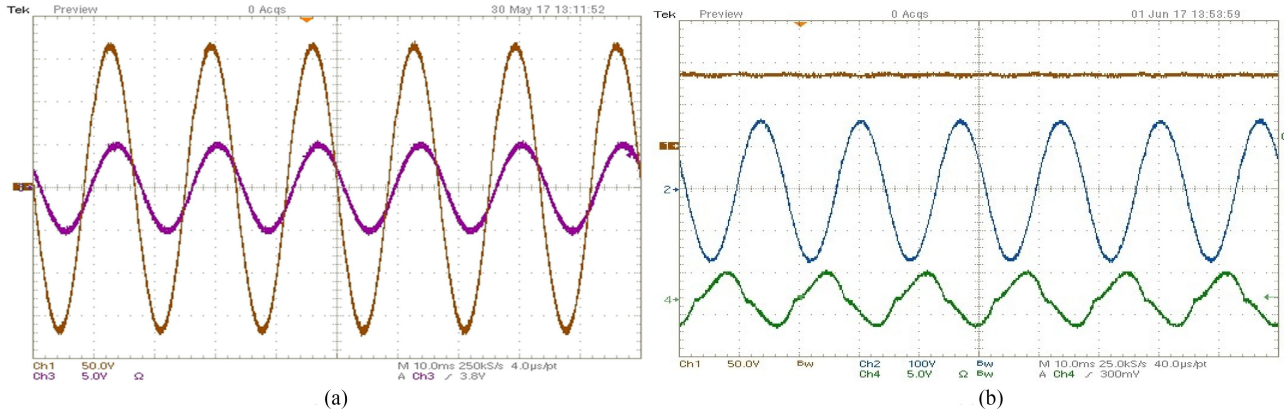 Tek Preview 0 Acqs 30 May 17 13:11:52
Ch1 50.0V M 10.0ms 250kS/s 4.0µs/pt
Ch3 5.0V Ω A Ch3 / 3.8V
(a)
Tek Preview 0 Acqs 01 Jun 17 13:53:59
1
2
4
Ch1 50.0V Bw Ch2 100V Bw M 10.0ms 25.0kS/s 40.0µs/pt
Ch4 5.0V Ω Bw A Ch4 / 300mV
(b)